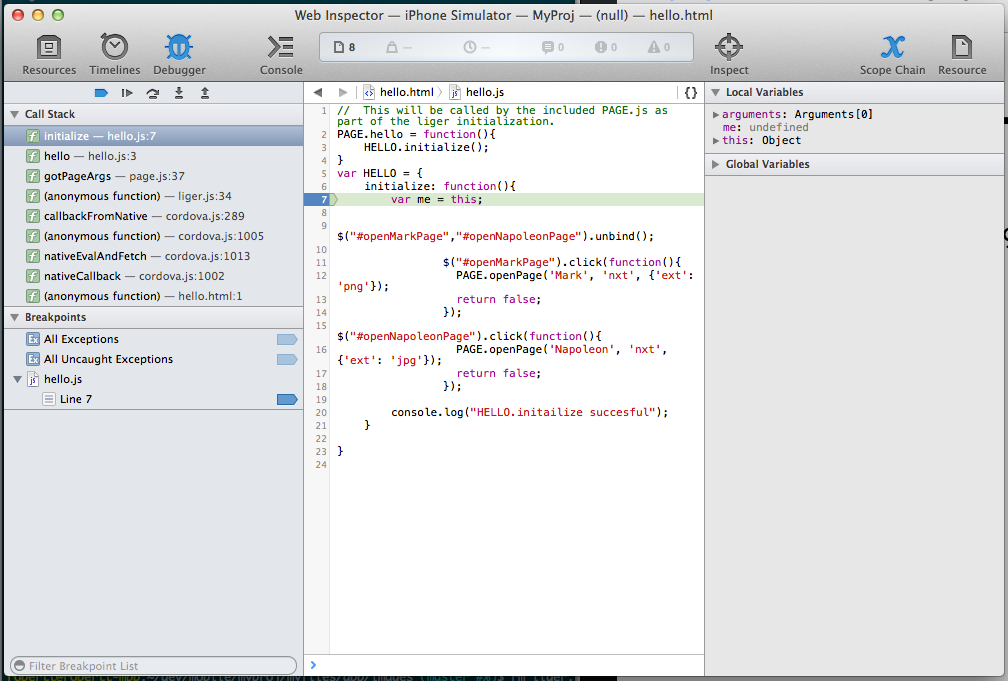 Web Inspector — iPhone Simulator — MyProj — (null) — hello.html
Resources
Timelines
Debugger
Console
8
—
—
0
0
0
Inspect
Scope Chain
Resource
Call Stack
initialize — hello.js:7
hello — hello.js:3
gotPageArgs — page.js:37
(anonymous function) — liger.js:34
callbackFromNative — cordova.js:289
(anonymous function) — cordova.js:1005
nativeEvalAndFetch — cordova.js:1013
nativeCallback — cordova.js:1002
(anonymous function) — hello.html:1
Breakpoints
All Exceptions
All Uncaught Exceptions
hello.js
Line 7
Filter Breakpoint List
hello.html
hello.js
{}
1 //  This will be called by the included PAGE.js as
part of the liger initialization.
2 PAGE.hello = function(){
3     HELLO.initialize();
4 }
5 var HELLO = {
6     initialize: function(){
7         var me = this;
8
9
$("#openMarkPage","#openNapoleonPage").unbind();
10
11                 $("#openMarkPage").click(function(){
12                   PAGE.openPage('Mark', 'nxt', {'ext':
'png'});
13                   return false;
14                 });
15
$("#openNapoleonPage").click(function(){
16                   PAGE.openPage('Napoleon', 'nxt',
{'ext': 'jpg'});
17                   return false;
18                 });
19
20         console.log("HELLO.initailize succesful");
21     }
22
23 }
24
Local Variables
arguments: Arguments[0]
me: undefined
this: Object
Global Variables